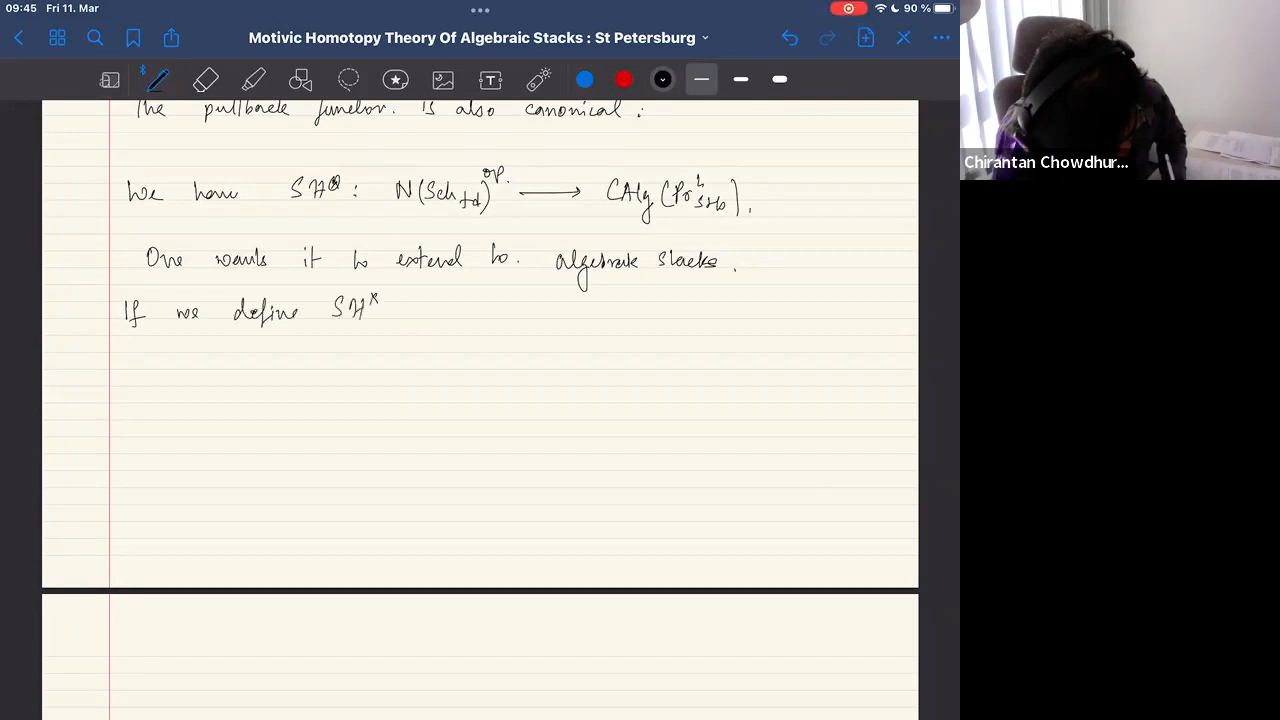 09:45 Fri 11. Mar
90 %
Motivic Homotopy Theory Of Algebraic Stacks : St Petersburg
The pullback functor. is also canonical :
We have SH^⊗ : N(Sch_fd)^op. ⟶ CAlg(Pr^L_stb).
One wants it to extend to. algebraic stacks.
If we define SH^*
Chirantan Chowdhur...